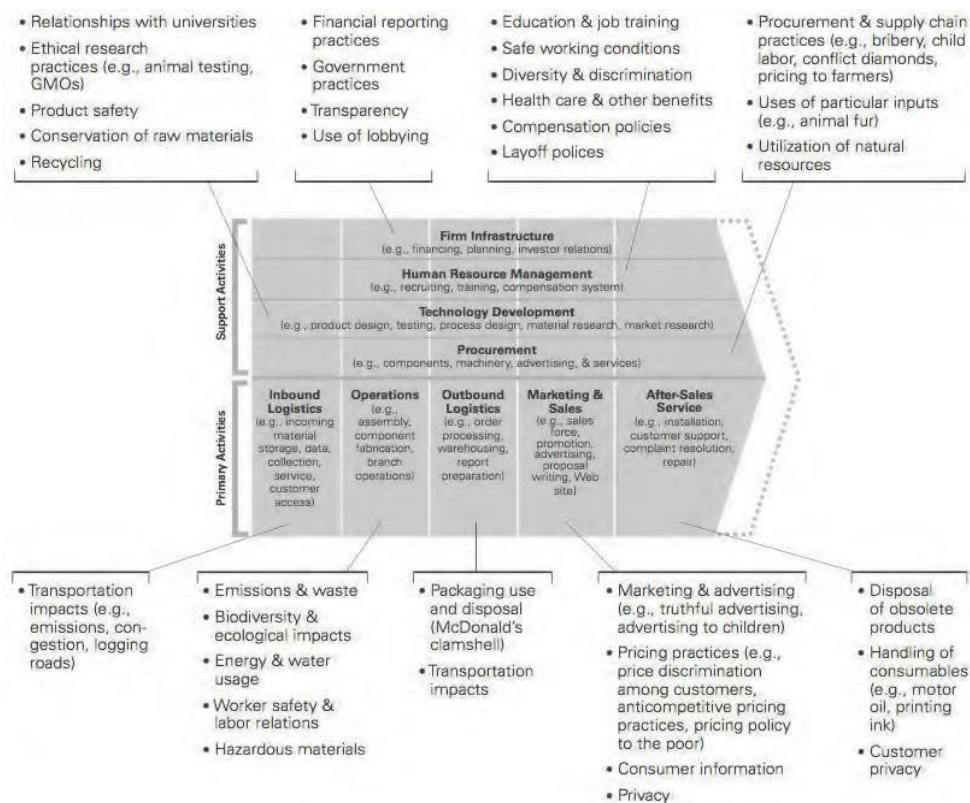 • Relationships with universities
• Ethical research
practices (e.g., animal testing,
GMOs)
• Product safety
• Conservation of raw materials
• Recycling
• Financial reporting
practices
• Government
practices
• Transparency
• Use of lobbying
• Education & job training
• Safe working conditions
• Diversity & discrimination
• Health care & other benefits
• Compensation policies
• Layoff polices
• Procurement & supply chain
practices (e.g., bribery, child
labor, conflict diamonds,
pricing to farmers)
• Uses of particular inputs
(e.g., animal fur)
• Utilization of natural
resources
Support Activities
Firm Infrastructure
(e.g., financing, planning, investor relations)
Human Resource Management
(e.g., recruiting, training, compensation system)
Technology Development
(e.g., product design, testing, process design, material research, market research)
Procurement
(e.g., components, machinery, advertising, & services)
Primary Activities
Inbound
Logistics
(e.g., incoming
material
storage, data,
collection,
service,
customer
access)
Operations
(e.g.,
assembly,
component
fabrication,
branch
operations)
Outbound
Logistics
(e.g., order
processing,
warehousing,
report
preparation)
Marketing &
Sales
(e.g., sales
force,
promotion,
advertising,
proposal
writing, Web
site)
After-Sales
Service
(e.g., installation,
customer support,
complaint resolution,
repair)
• Transportation
impacts (e.g.,
emissions, con-
gestion, logging
roads)
• Emissions & waste
• Biodiversity &
ecological impacts
• Energy & water
usage
• Worker safety &
labor relations
• Hazardous materials
• Packaging use
and disposal
(McDonald's
clamshell)
• Transportation
impacts
• Marketing & advertising
(e.g., truthful advertising,
advertising to children)
• Pricing practices (e.g.,
price discrimination
among customers,
anticompetitive pricing
practices, pricing policy
to the poor)
• Consumer information
• Privacy
• Disposal
of obsolete
products
• Handling of
consumables
(e.g., motor
oil, printing
ink)
• Customer
privacy